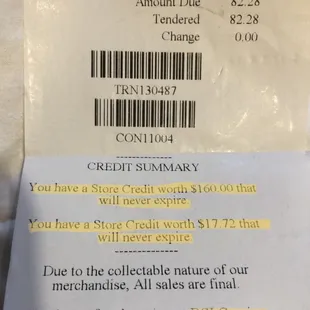 Amount Due 82.28
Tendered 82.28
Change 0.00
TRN130487
CON11004
CREDIT SUMMARY
You have a Store Credit worth $160.00 that
will never expire.
You have a Store Credit worth $17.72 that
will never expire.
Due to the collectable nature of our
merchandise, All sales are final.